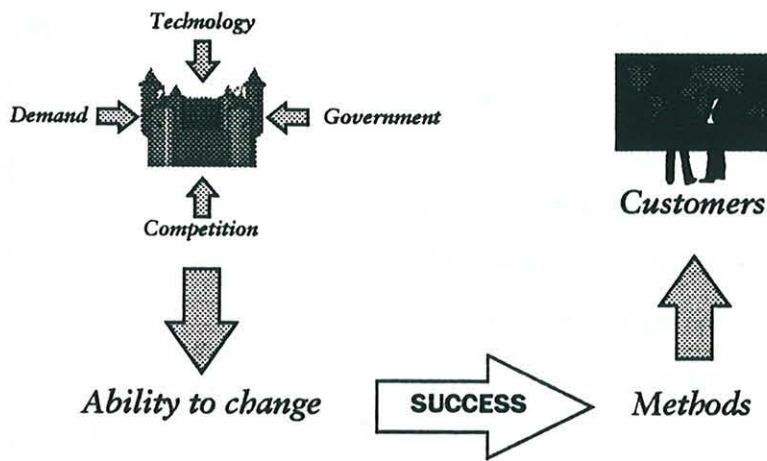 Technology
Demand
Government
Competition
Customers
Ability to change
SUCCESS
Methods